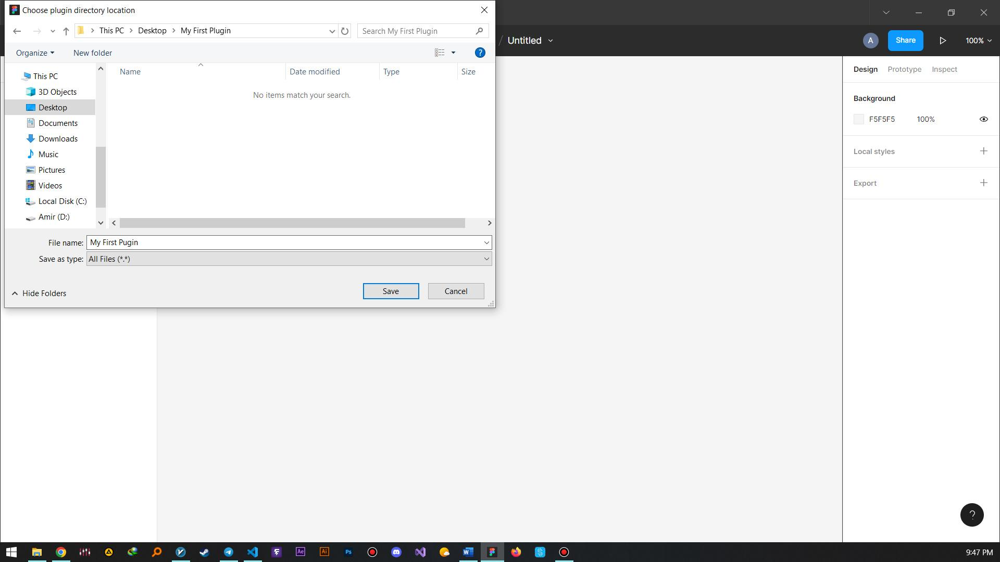 Choose plugin directory location
This PC > Desktop > My First Plugin
Search My First Plugin
Organize
New folder
?
Name
Date modified
Type
Size
No items match your search.
This PC
3D Objects
Desktop
Documents
Downloads
Music
Pictures
Videos
Local Disk (C:)
Amir (D:)
File name: My First Pugin
Save as type: All Files (*.*)
Hide Folders
Save
Cancel
/ Untitled
A
Share
100%
Design
Prototype
Inspect
Background
F5F5F5
100%
Local styles
Export
?
Ae
Ai
Ps
W
9:47 PM